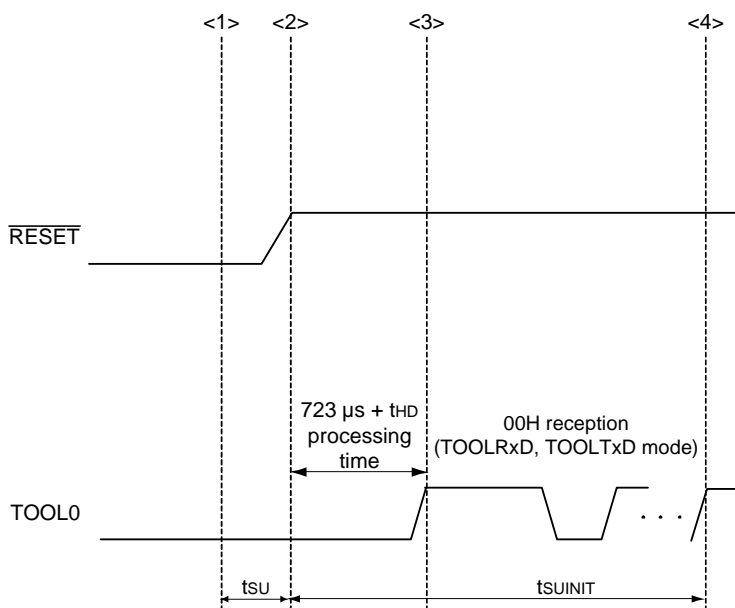 <1> <2> <3> <4>
RESET
723 µs + tHD
processing
time
00H reception
(TOOLRxD, TOOLTxD mode)
TOOL0
. . .
tSU
tSUINIT